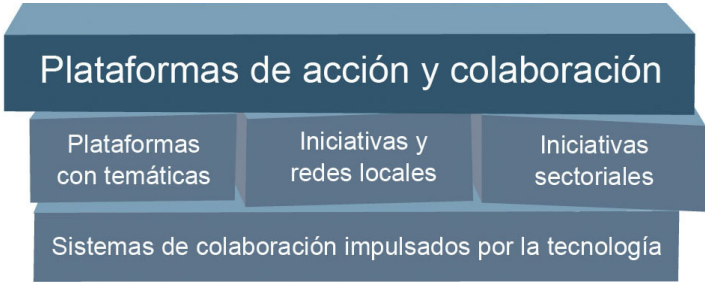 Plataformas de acción y colaboración
Plataformas
con temáticas
Iniciativas y
redes locales
Iniciativas
sectoriales
Sistemas de colaboración impulsados por la tecnología